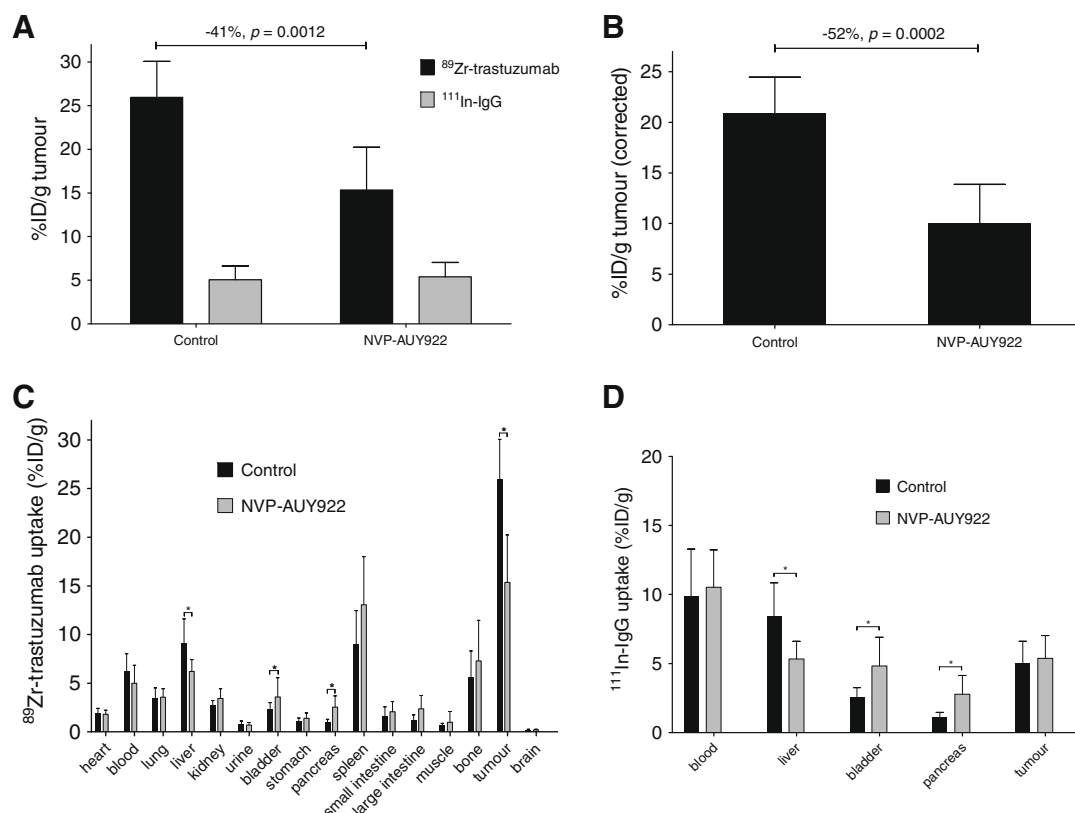 A
-41%, p = 0.0012
%ID/g tumour
30
25
20
15
10
5
0
⁸⁹Zr-trastuzumab
¹¹¹In-IgG
Control
NVP-AUY922
B
-52%, p = 0.0002
%ID/g tumour (corrected)
25
20
15
10
5
0
Control
NVP-AUY922
C
⁸⁹Zr-trastuzumab uptake (%ID/g)
30
25
20
15
10
5
0
Control
NVP-AUY922
*
*
*
*
heart
blood
lung
liver
kidney
urine
bladder
stomach
pancreas
spleen
small intestine
large intestine
muscle
bone
tumour
brain
D
¹¹¹In-IgG uptake (%ID/g)
20
15
10
5
0
Control
NVP-AUY922
*
*
*
blood
liver
bladder
pancreas
tumour